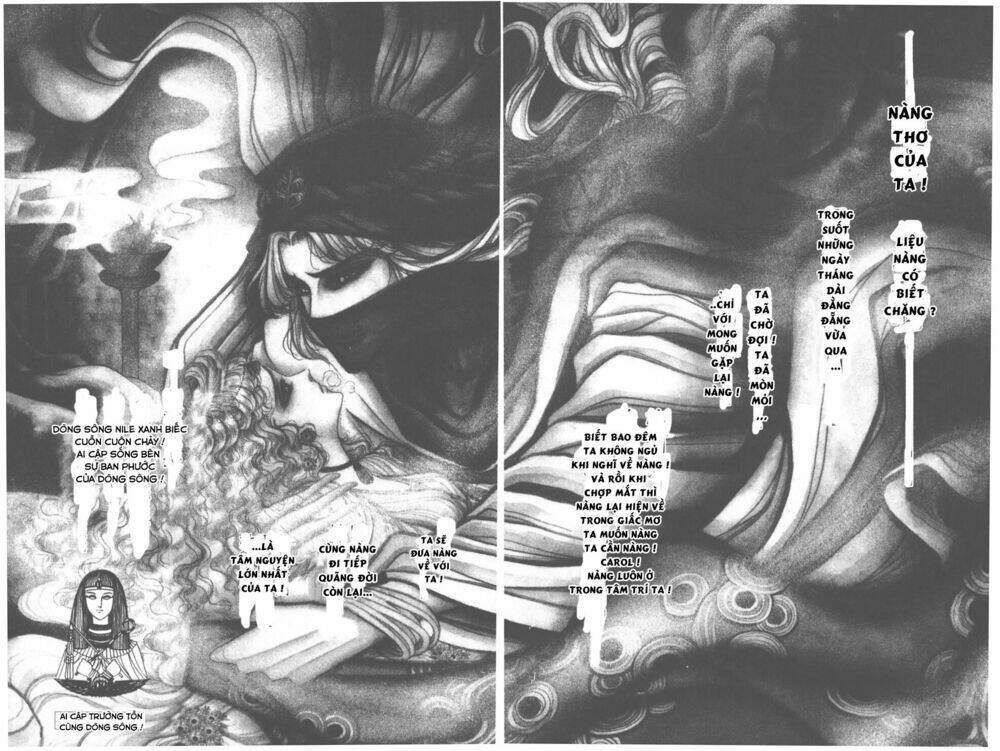 NÀNG
THƠ
CỦA
TA !
LIỆU
NÀNG
CÓ
BIẾT
CHĂNG ?
TRONG
SUỐT
NHỮNG
NGÀY
THÁNG
DÀI
ĐẰNG
ĐẴNG
VỪA
QUA
...
TA
ĐÃ
CHỜ
ĐỢI !
TA
ĐÃ
MÒN
MỎI
...
..CHỈ
VỚI
MONG
MUỐN
GẶP
LẠI
NÀNG !
BIẾT BAO ĐÊM
TA KHÔNG NGỦ
KHI NGHĨ VỀ NÀNG !
VÀ RỒI KHI
CHỢP MẮT THÌ
NÀNG LẠI HIỆN VỀ
TRONG GIẤC MƠ
TA MUỐN NÀNG
TA CẦN NÀNG !
CAROL !
NÀNG LUÔN Ở
TRONG TÂM TRÍ TA !
TA SẼ
ĐƯA NÀNG
VỀ VỚI
TA !
CÙNG NÀNG
ĐI TIẾP
QUÃNG ĐỜI
CÒN LẠI...
...LÀ
TÂM NGUYỆN
LỚN NHẤT
CỦA TA !
DÒNG SÔNG NILE XANH BIẾC
CUỒN CUỘN CHẢY !
AI CẬP SỐNG BÊN
SỰ BAN PHƯỚC
CỦA DÒNG SÔNG !
AI CẬP TRƯỜNG TỒN
CÙNG DÒNG SÔNG !